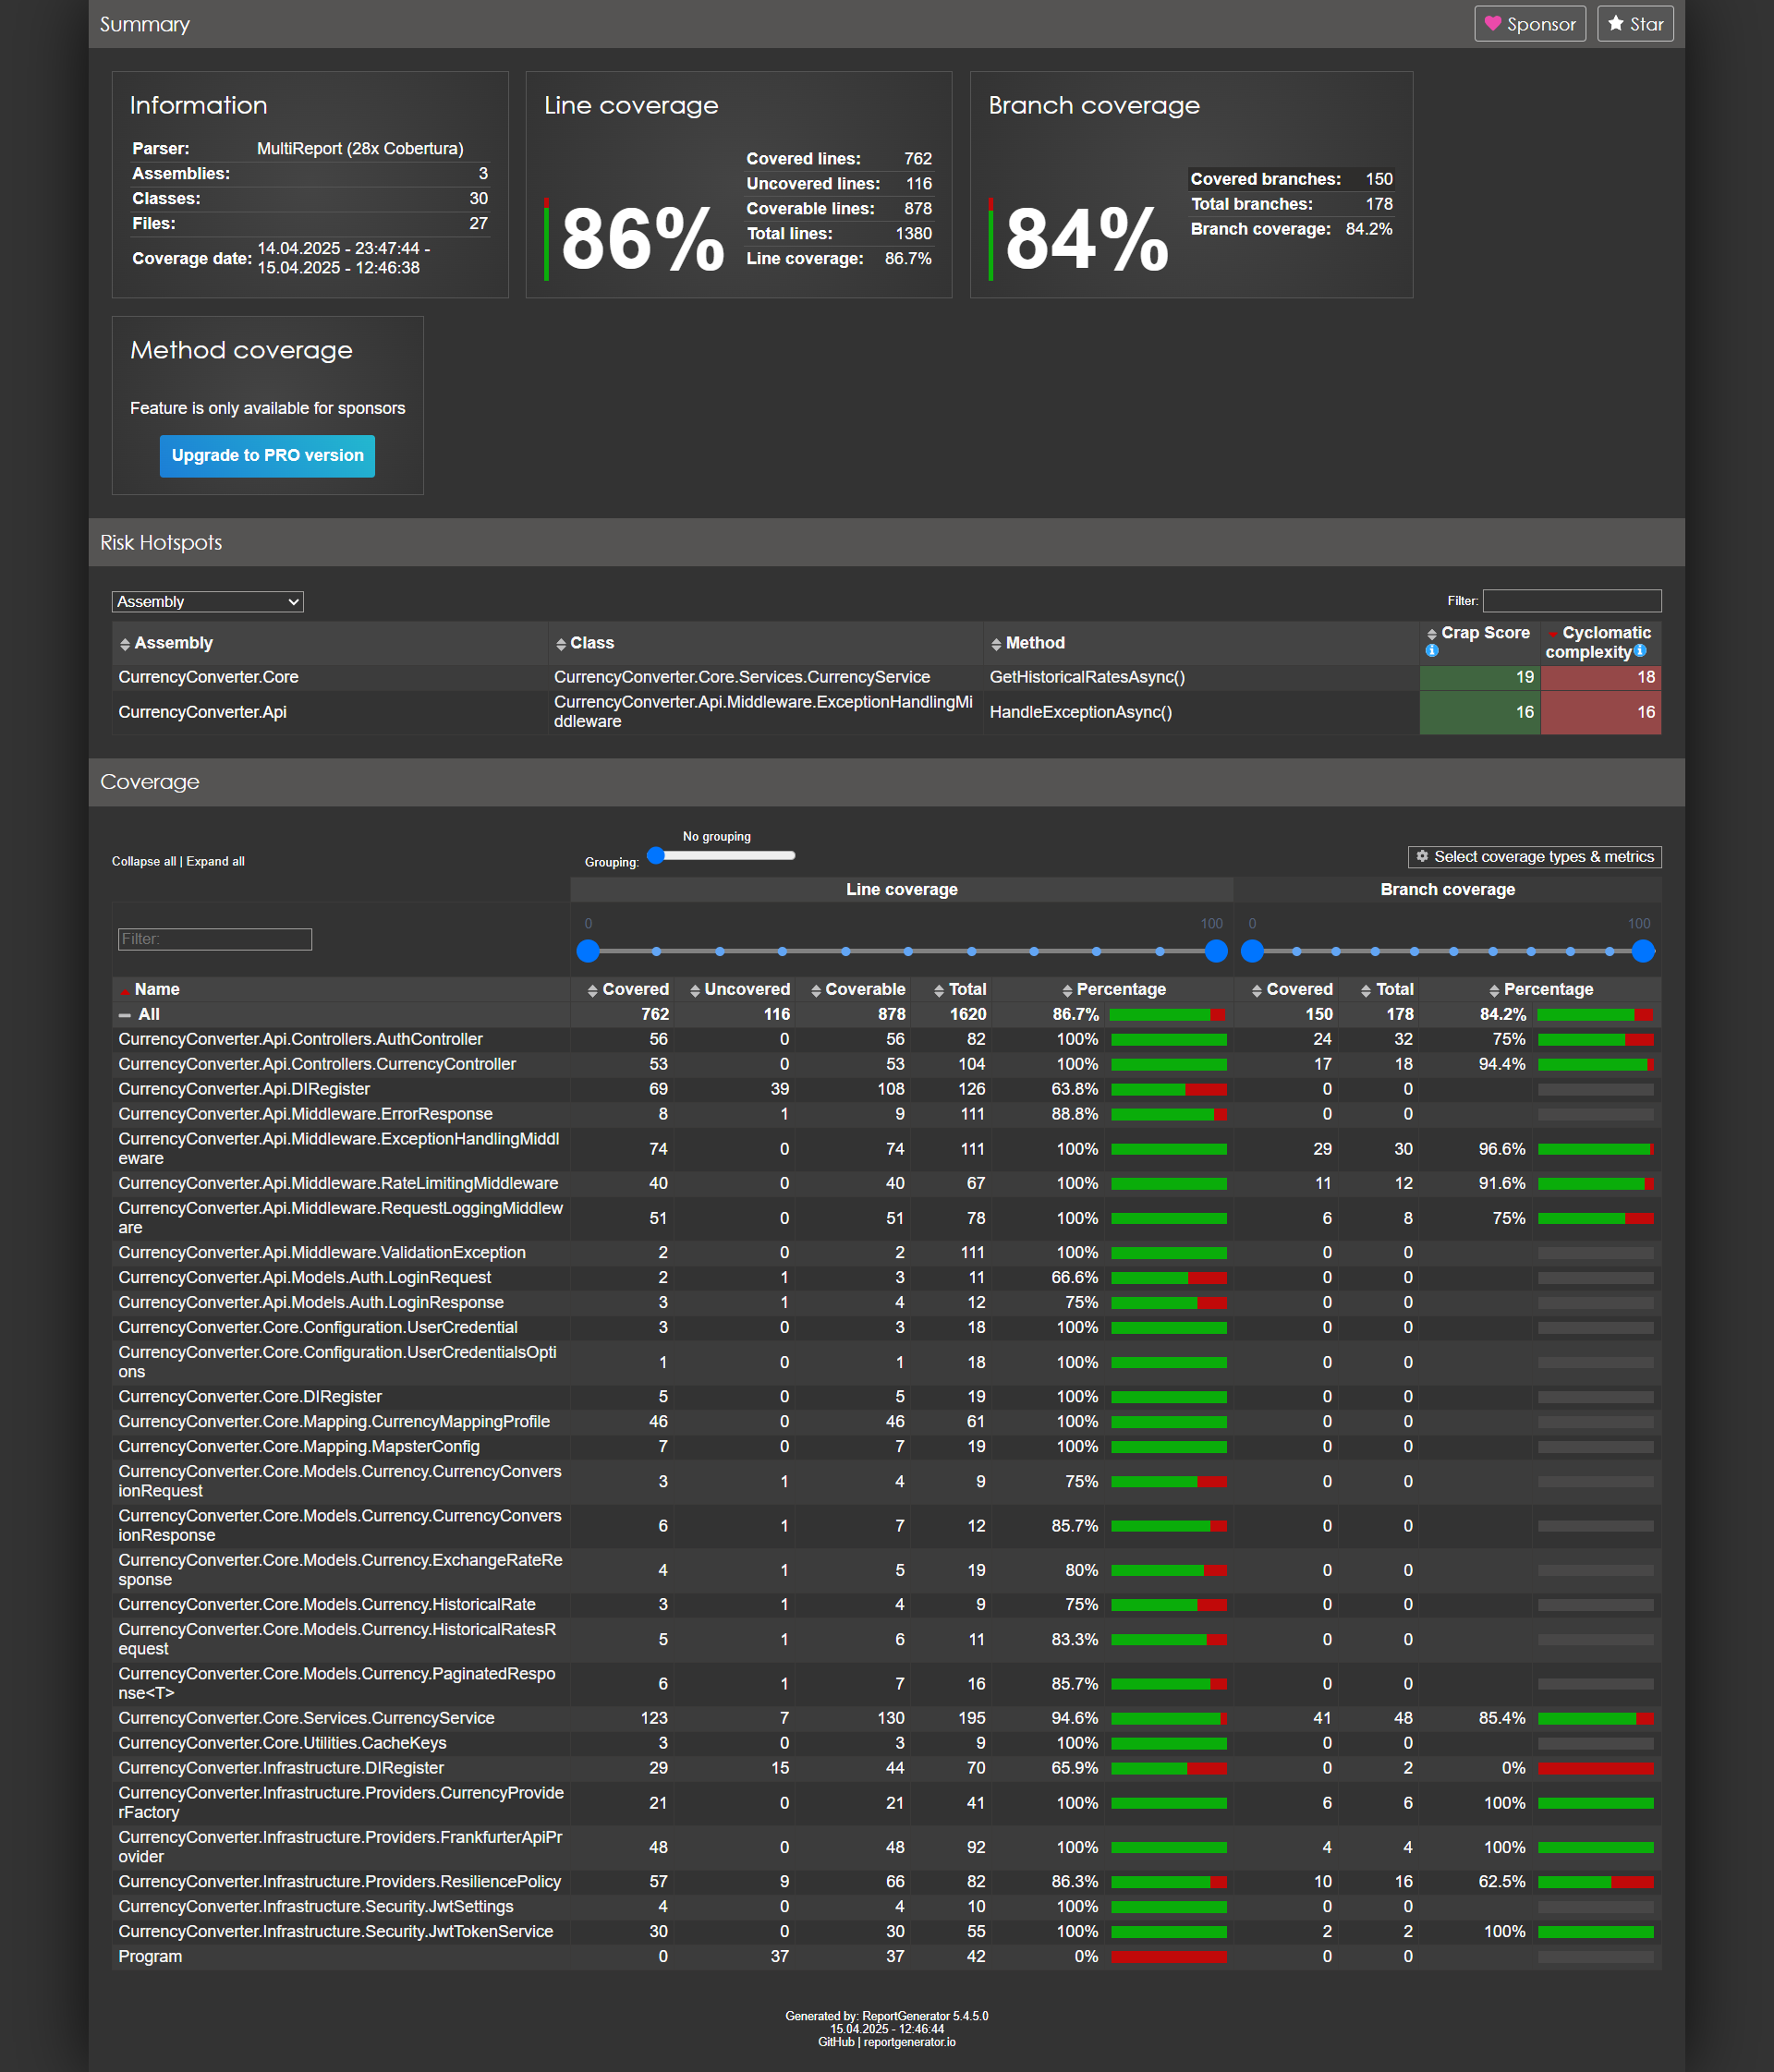 Summary
Sponsor Star
Information
Parser: MultiReport (28x Cobertura)
Assemblies: 3
Classes: 30
Files: 27
Coverage date: 14.04.2025 - 23:47:44 -
15.04.2025 - 12:46:38
Line coverage
86%
Covered lines: 762
Uncovered lines: 116
Coverable lines: 878
Total lines: 1380
Line coverage: 86.7%
Branch coverage
84%
Covered branches: 150
Total branches: 178
Branch coverage: 84.2%
Method coverage
Feature is only available for sponsors
Upgrade to PRO version
Risk Hotspots
Assembly
Filter:
Assembly Class Method Crap Score Cyclomatic
complexity
CurrencyConverter.Core CurrencyConverter.Core.Services.CurrencyService GetHistoricalRatesAsync() 19 18
CurrencyConverter.Api CurrencyConverter.Api.Middleware.ExceptionHandlingMi
ddleware HandleExceptionAsync() 16 16
Coverage
Collapse all | Expand all
No grouping
Grouping:
Select coverage types & metrics
Line coverage Branch coverage
Filter:
0 100 0 100
Name Covered Uncovered Coverable Total Percentage Covered Total Percentage
All 762 116 878 1620 86.7% 150 178 84.2%
CurrencyConverter.Api.Controllers.AuthController 56 0 56 82 100% 24 32 75%
CurrencyConverter.Api.Controllers.CurrencyController 53 0 53 104 100% 17 18 94.4%
CurrencyConverter.Api.DIRegister 69 39 108 126 63.8% 0 0
CurrencyConverter.Api.Middleware.ErrorResponse 8 1 9 111 88.8% 0 0
CurrencyConverter.Api.Middleware.ExceptionHandlingMiddl
eware 74 0 74 111 100% 29 30 96.6%
CurrencyConverter.Api.Middleware.RateLimitingMiddleware 40 0 40 67 100% 11 12 91.6%
CurrencyConverter.Api.Middleware.RequestLoggingMiddlew
are 51 0 51 78 100% 6 8 75%
CurrencyConverter.Api.Middleware.ValidationException 2 0 2 111 100% 0 0
CurrencyConverter.Api.Models.Auth.LoginRequest 2 1 3 11 66.6% 0 0
CurrencyConverter.Api.Models.Auth.LoginResponse 3 1 4 12 75% 0 0
CurrencyConverter.Core.Configuration.UserCredential 3 0 3 18 100% 0 0
CurrencyConverter.Core.Configuration.UserCredentialsOpti
ons 1 0 1 18 100% 0 0
CurrencyConverter.Core.DIRegister 5 0 5 19 100% 0 0
CurrencyConverter.Core.Mapping.CurrencyMappingProfile 46 0 46 61 100% 0 0
CurrencyConverter.Core.Mapping.MapsterConfig 7 0 7 19 100% 0 0
CurrencyConverter.Core.Models.Currency.CurrencyConvers
ionRequest 3 1 4 9 75% 0 0
CurrencyConverter.Core.Models.Currency.CurrencyConvers
ionResponse 6 1 7 12 85.7% 0 0
CurrencyConverter.Core.Models.Currency.ExchangeRateRe
sponse 4 1 5 19 80% 0 0
CurrencyConverter.Core.Models.Currency.HistoricalRate 3 1 4 9 75% 0 0
CurrencyConverter.Core.Models.Currency.HistoricalRatesR
equest 5 1 6 11 83.3% 0 0
CurrencyConverter.Core.Models.Currency.PaginatedRespo
nse<T> 6 1 7 16 85.7% 0 0
CurrencyConverter.Core.Services.CurrencyService 123 7 130 195 94.6% 41 48 85.4%
CurrencyConverter.Core.Utilities.CacheKeys 3 0 3 9 100% 0 0
CurrencyConverter.Infrastructure.DIRegister 29 15 44 70 65.9% 0 2 0%
CurrencyConverter.Infrastructure.Providers.CurrencyProvide
rFactory 21 0 21 41 100% 6 6 100%
CurrencyConverter.Infrastructure.Providers.FrankfurterApiPr
ovider 48 0 48 92 100% 4 4 100%
CurrencyConverter.Infrastructure.Providers.ResiliencePolicy 57 9 66 82 86.3% 10 16 62.5%
CurrencyConverter.Infrastructure.Security.JwtSettings 4 0 4 10 100% 0 0
CurrencyConverter.Infrastructure.Security.JwtTokenService 30 0 30 55 100% 2 2 100%
Program 0 37 37 42 0% 0 0
Generated by: ReportGenerator 5.4.5.0
15.04.2025 - 12:46:44
GitHub | reportgenerator.io